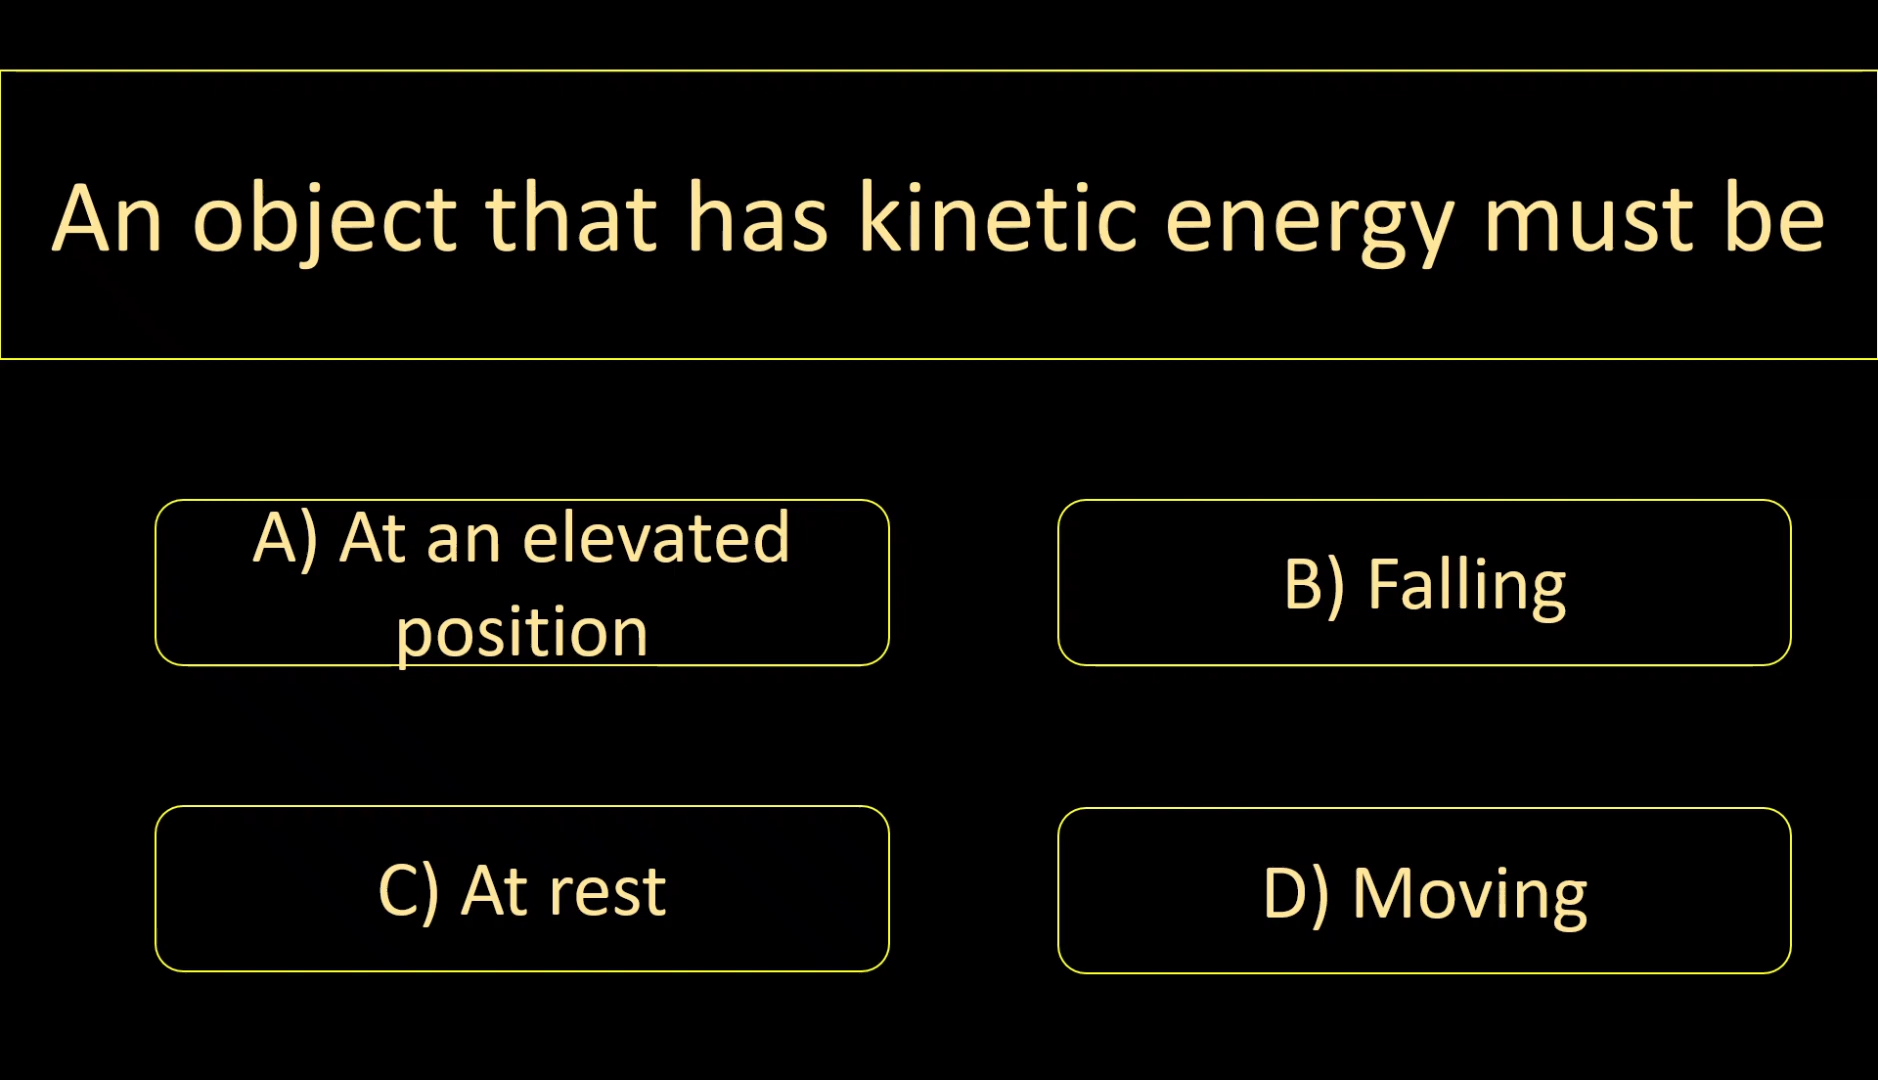 An object that has kinetic energy must be
A) At an elevated
position
B) Falling
C) At rest
D) Moving